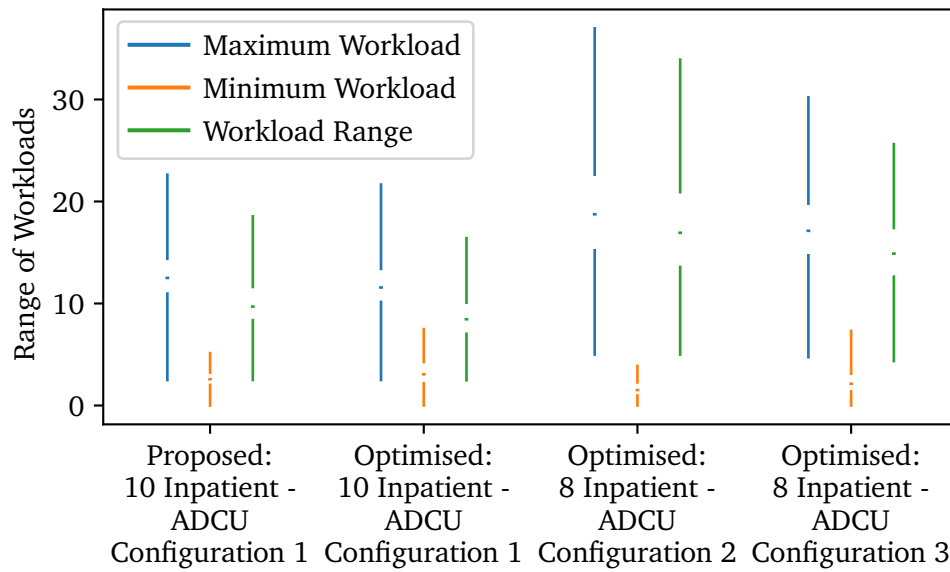 Maximum Workload
Minimum Workload
Workload Range
Range of Workloads
30
20
10
0
Proposed:
10 Inpatient -
ADCU
Configuration 1
Optimised:
10 Inpatient -
ADCU
Configuration 1
Optimised:
8 Inpatient -
ADCU
Configuration 2
Optimised:
8 Inpatient -
ADCU
Configuration 3